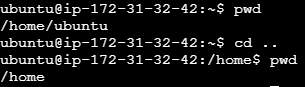 ubuntu@ip-172-31-32-42:~$ pwd
/home/ubuntu
ubuntu@ip-172-31-32-42:~$ cd ..
ubuntu@ip-172-31-32-42:/home$ pwd
/home